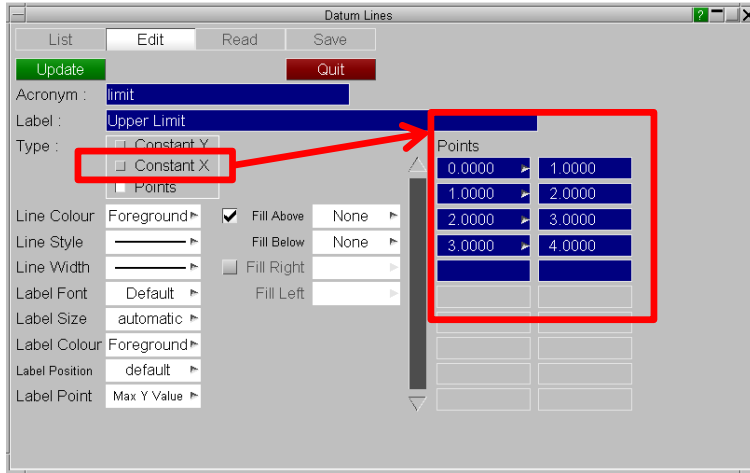 Datum Lines
?
List Edit Read Save
Update Quit
Acronym : limit
Label : Upper Limit
Type : Constant Y
Constant X
Points
Points
0.0000 1.0000
1.0000 2.0000
2.0000 3.0000
3.0000 4.0000
Line Colour Foreground Fill Above None
Line Style Fill Below None
Line Width Fill Right
Label Font Default Fill Left
Label Size automatic
Label Colour Foreground
Label Position default
Label Point Max Y Value